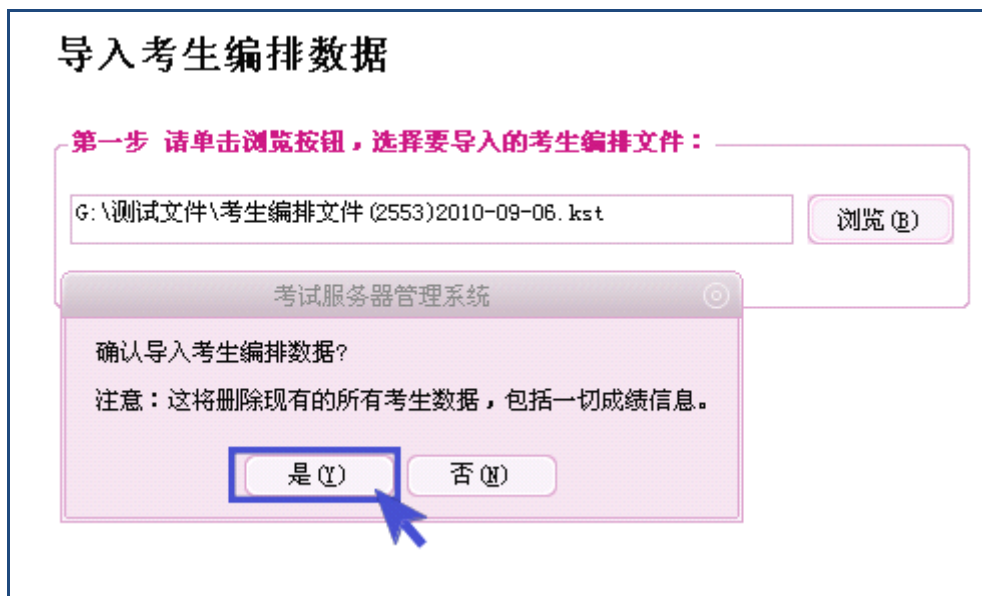 导入考生编排数据
第一步 请单击浏览按钮，选择要导入的考生编排文件：
G:\测试文件\考生编排文件(2553)2010-09-06.kst
浏览(B)
考试服务器管理系统
确认导入考生编排数据?
注意：这将删除现有的所有考生数据，包括一切成绩信息。
是(Y) 否(N)